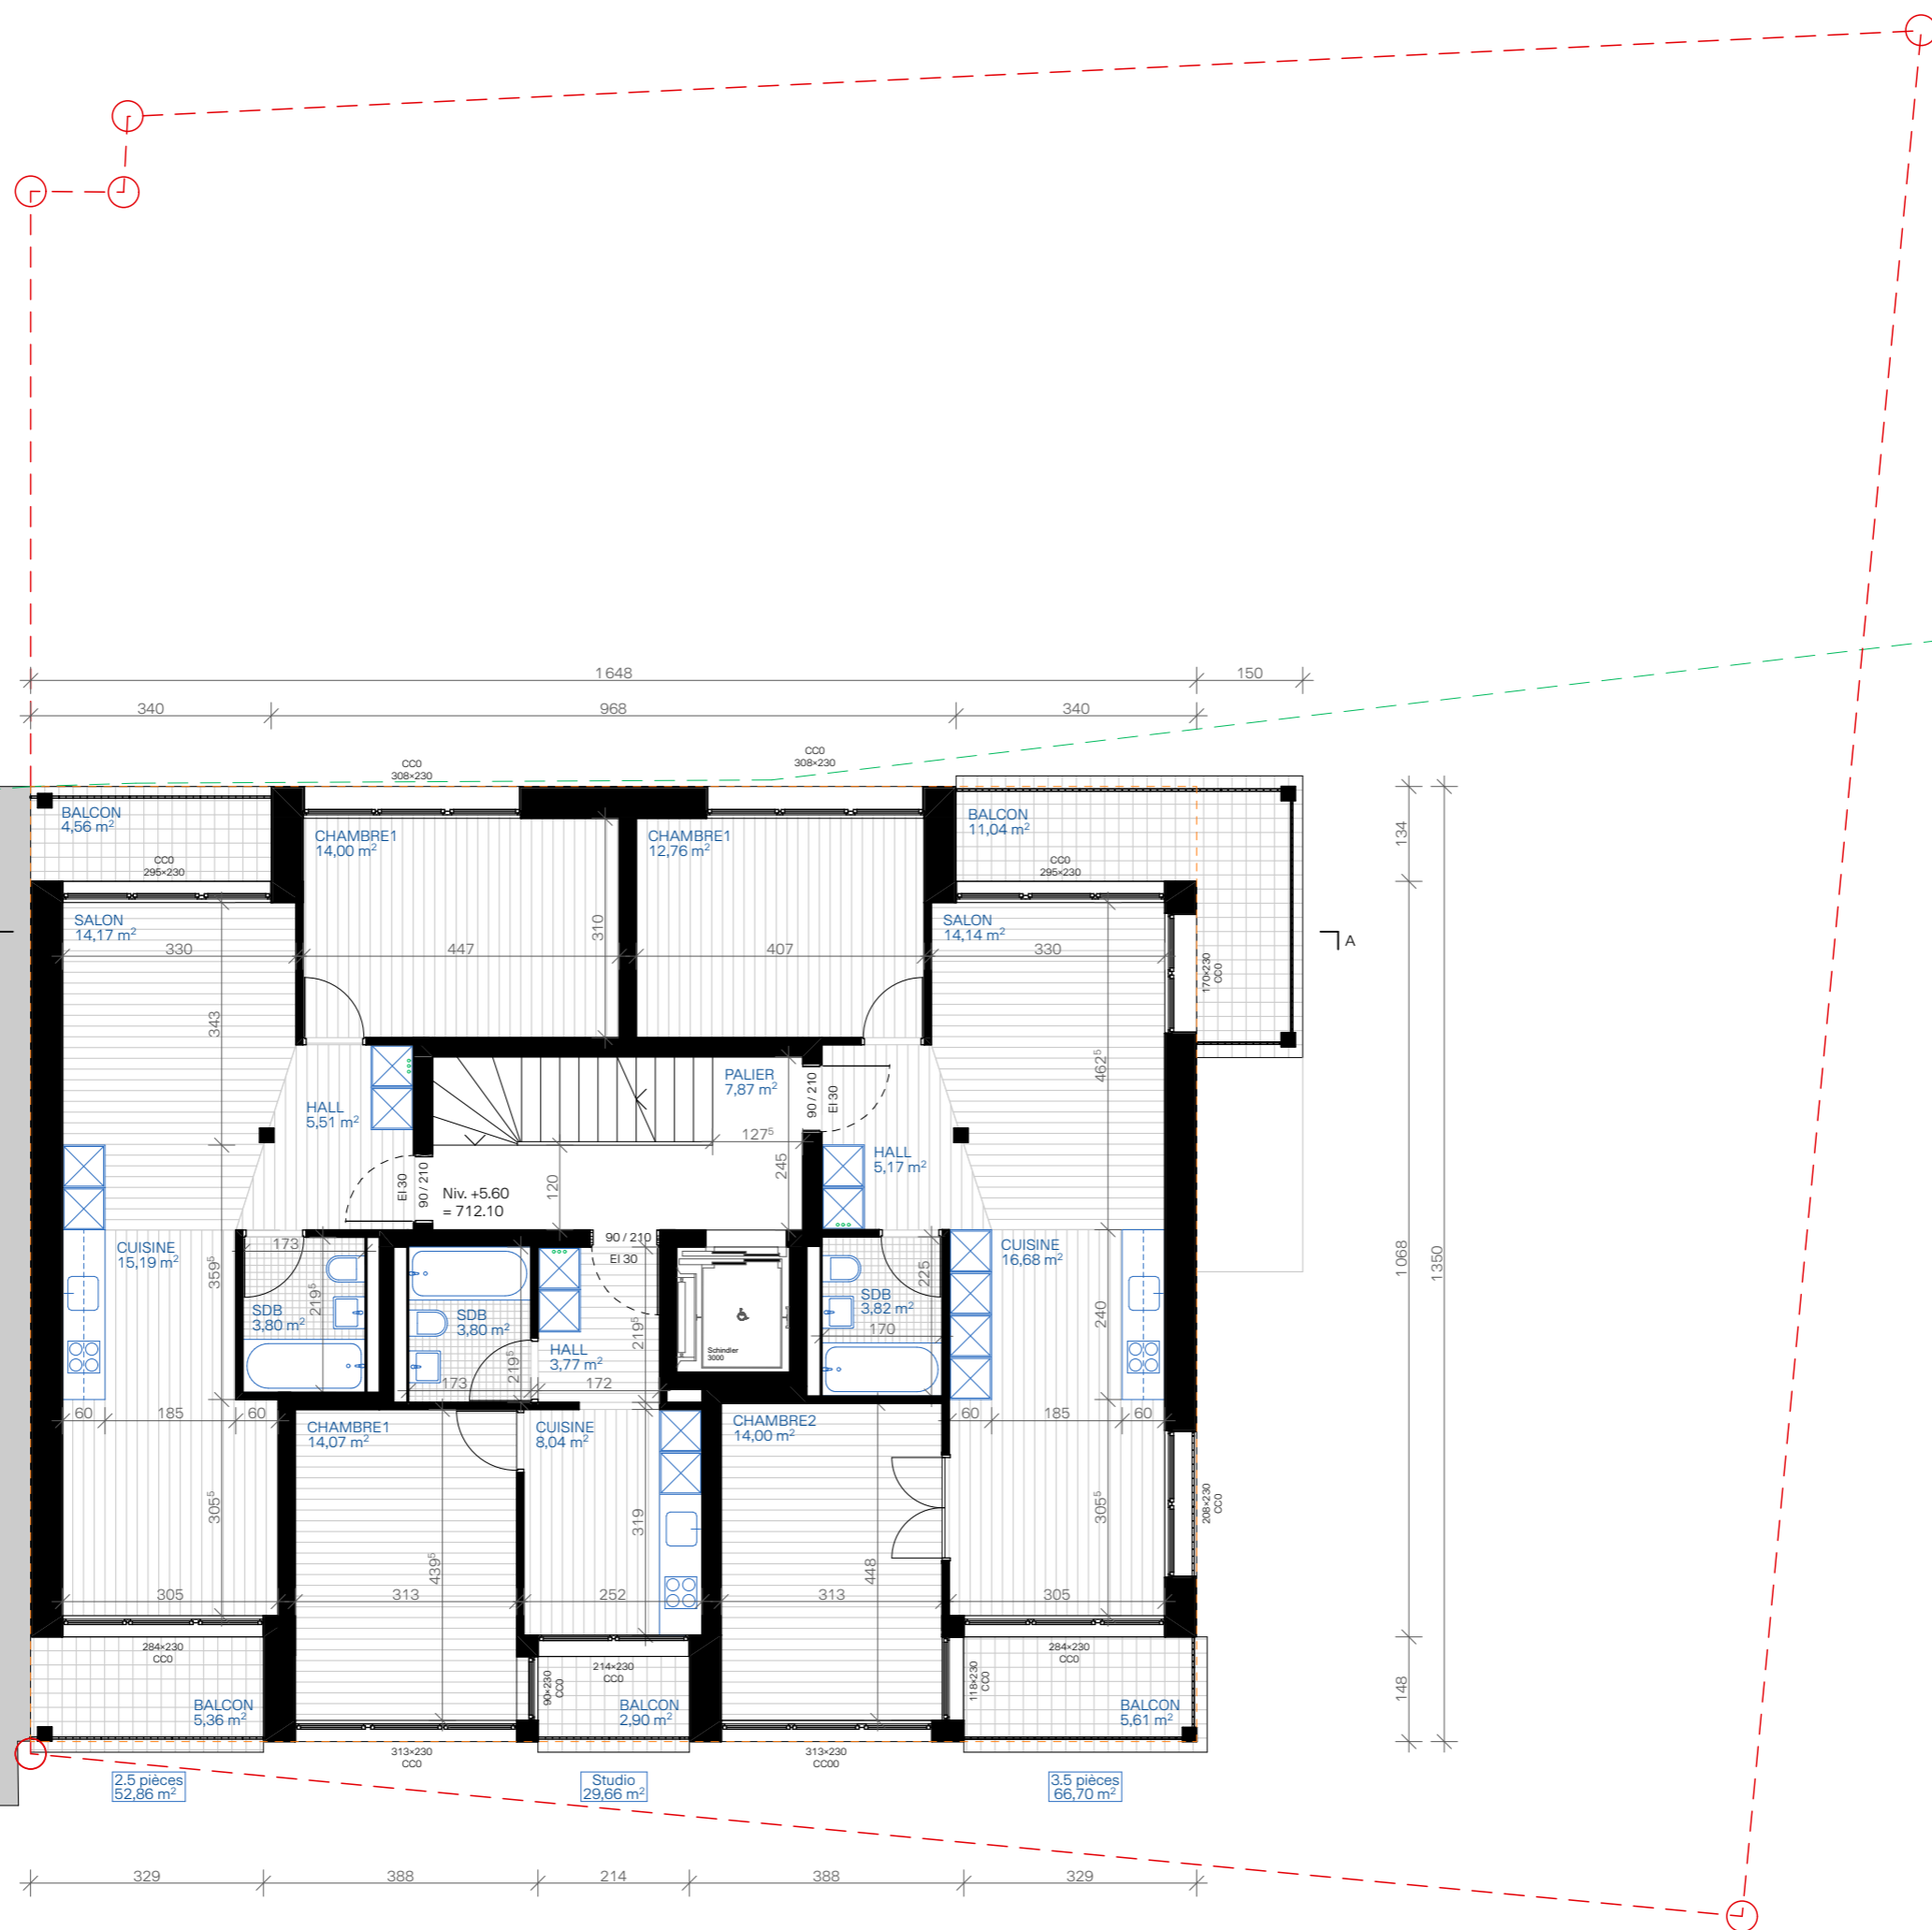 1648
150
340
968
340
CC0
308×230
CC0
308×230
BALCON
4,56 m²
CC0
295×230
CHAMBRE1
14,00 m²
CHAMBRE1
12,76 m²
BALCON
11,04 m²
CC0
295×230
134
SALON
14,17 m²
330
447
310
407
SALON
14,14 m²
330
170×230
CC0
A
343
462⁵
HALL
5,51 m²
PALIER
7,87 m²
90 / 210
EI 30
127⁵
245
120
HALL
5,17 m²
EI 30
90 / 210
Niv. +5.60
= 712.10
90 / 210
EI 30
CUISINE
15,19 m²
173
359⁵
219⁵
SDB
3,80 m²
SDB
3,80 m²
219⁵
173
HALL
3,77 m²
219⁵
172
Schindler
3000
SDB
3,82 m²
225
170
CUISINE
16,68 m²
240
1068
1350
60
185
60
CHAMBRE1
14,07 m²
CUISINE
8,04 m²
CHAMBRE2
14,00 m²
60
185
60
305⁵
439⁵
319
448
305⁵
208×230
CC0
305
313
252
313
305
284×230
CC0
BALCON
5,36 m²
90×230
CC0
214×230
CC0
BALCON
2,90 m²
118×230
CC0
284×230
CC0
BALCON
5,61 m²
148
313×230
CC0
313×230
CC00
2.5 pièces
52,86 m²
Studio
29,66 m²
3.5 pièces
66,70 m²
329
388
214
388
329